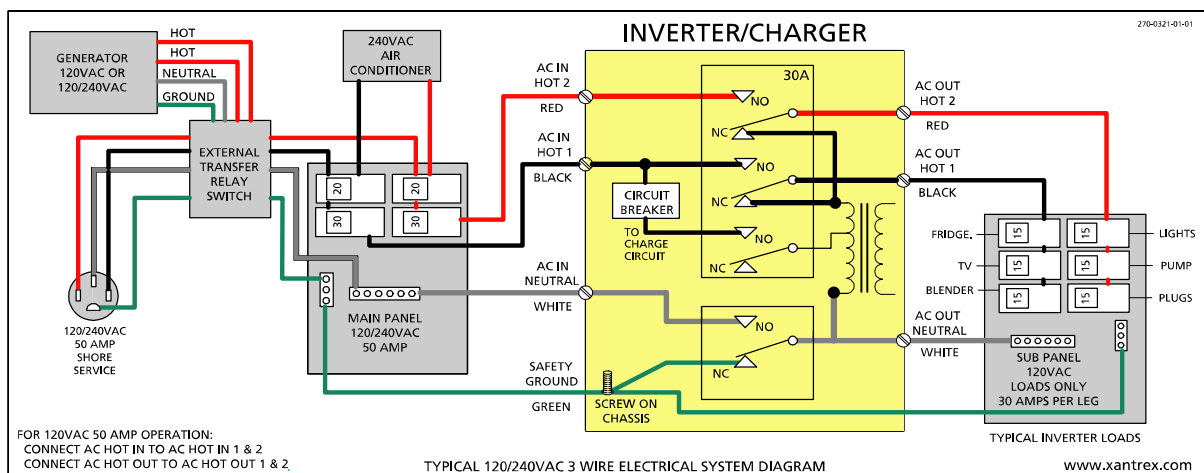 INVERTER/CHARGER
270-0321-01-01
GENERATOR
120VAC OR
120/240VAC
HOT
HOT
NEUTRAL
GROUND
240VAC
AIR
CONDITIONER
EXTERNAL
TRANSFER
RELAY
SWITCH
120/240VAC
50 AMP
SHORE
SERVICE
20
20
30
30
MAIN PANEL
120/240VAC
50 AMP
AC IN
HOT 2
RED
AC IN
HOT 1
BLACK
AC IN
NEUTRAL
WHITE
SAFETY
GROUND
GREEN
30A
NO
NC
NO
NC
NO
NC
CIRCUIT
BREAKER
TO
CHARGE
CIRCUIT
NO
NC
SCREW ON
CHASSIS
AC OUT
HOT 2
RED
AC OUT
HOT 1
BLACK
AC OUT
NEUTRAL
WHITE
FRIDGE.
15
15
LIGHTS
TV
15
15
PUMP
BLENDER
15
15
PLUGS
SUB PANEL
120VAC
LOADS ONLY
30 AMPS PER LEG
TYPICAL INVERTER LOADS
FOR 120VAC 50 AMP OPERATION:
CONNECT AC HOT IN TO AC HOT IN 1 & 2
CONNECT AC HOT OUT TO AC HOT OUT 1 & 2
TYPICAL 120/240VAC 3 WIRE ELECTRICAL SYSTEM DIAGRAM
www.xantrex.com